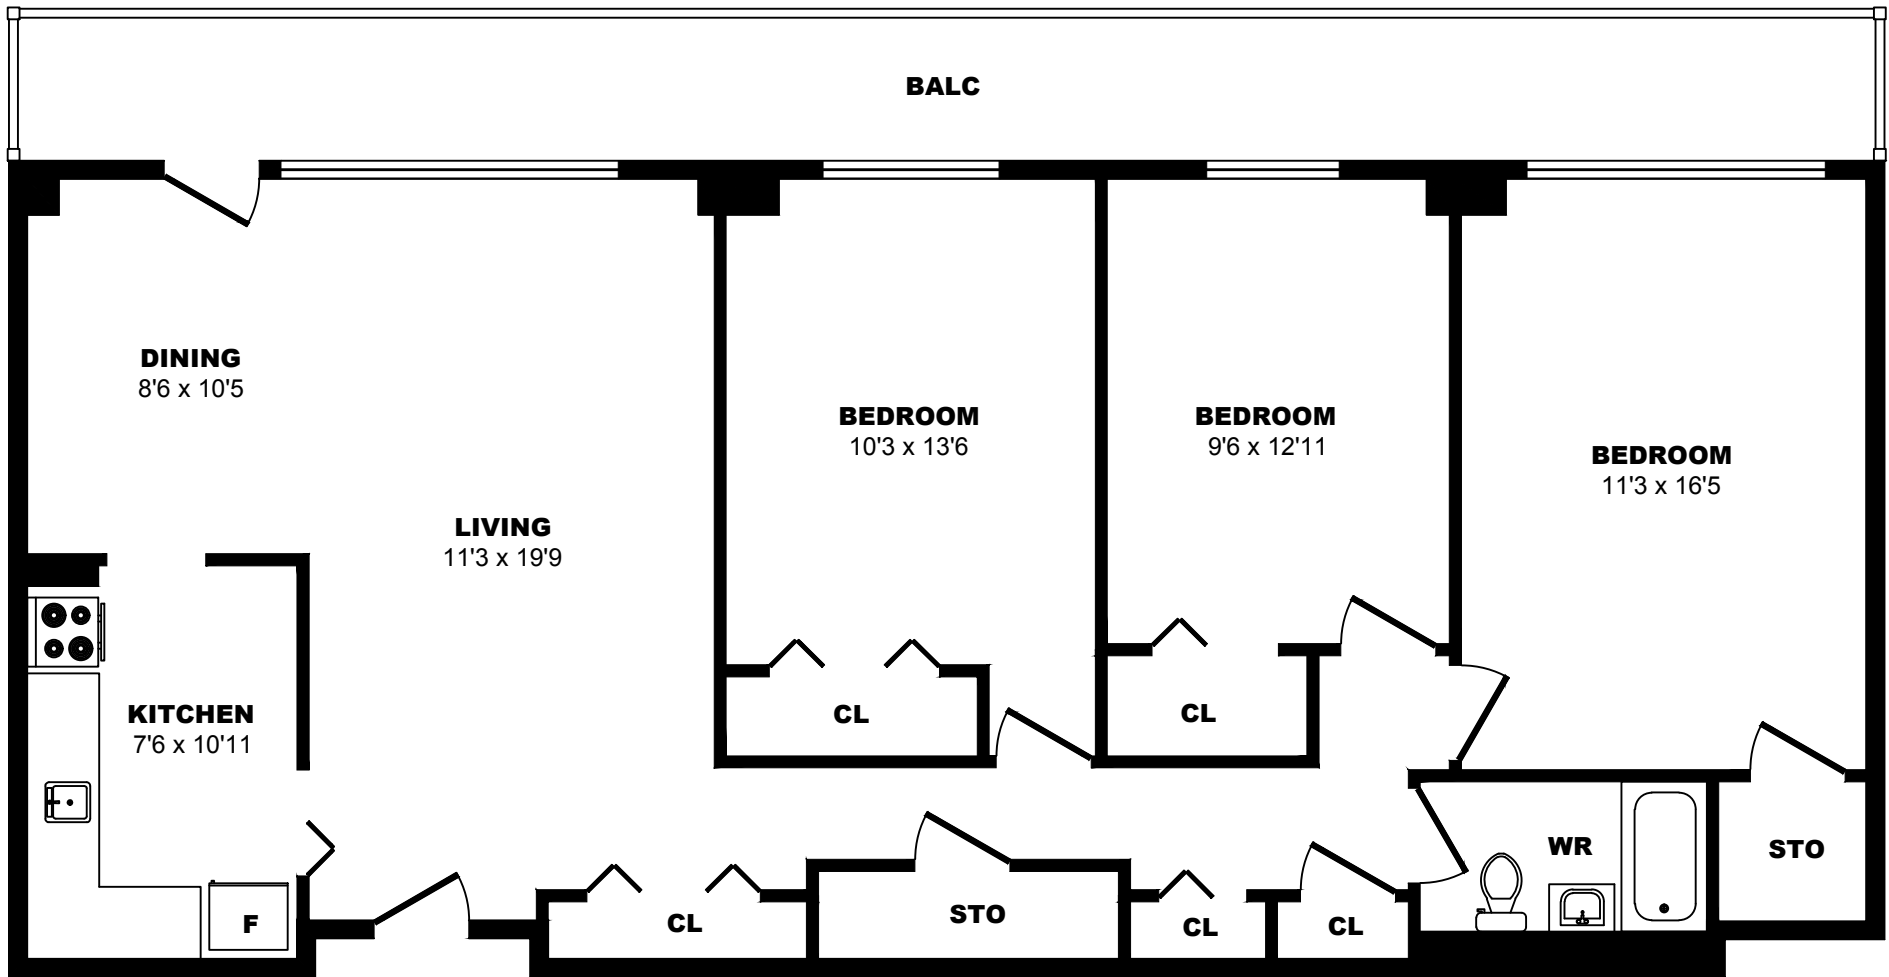 BALC
DINING
8'6 x 10'5
BEDROOM
10'3 x 13'6
BEDROOM
9'6 x 12'11
BEDROOM
11'3 x 16'5
LIVING
11'3 x 19'9
KITCHEN
7'6 x 10'11
CL
CL
WR
STO
F
CL
STO
CL
CL